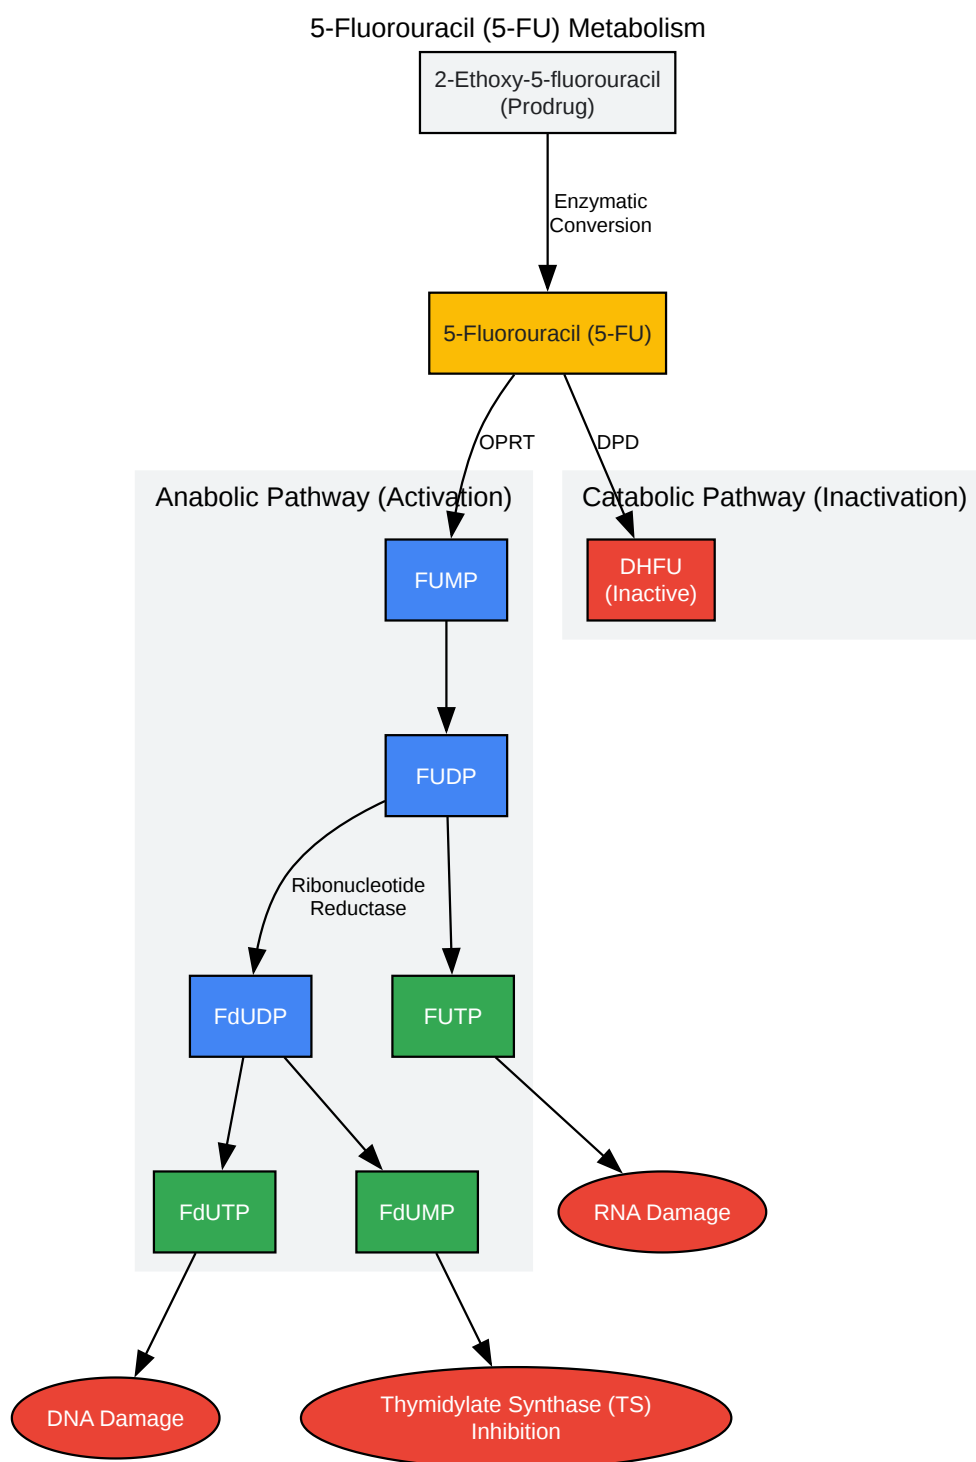 5-Fluorouracil (5-FU) Metabolism
2-Ethoxy-5-fluorouracil
(Prodrug)
Enzymatic
Conversion
5-Fluorouracil (5-FU)
OPRT
DPD
Anabolic Pathway (Activation)
Catabolic Pathway (Inactivation)
FUMP
DHFU
(Inactive)
FUDP
Ribonucleotide
Reductase
FdUDP
FUTP
FdUTP
FdUMP
RNA Damage
DNA Damage
Thymidylate Synthase (TS)
Inhibition